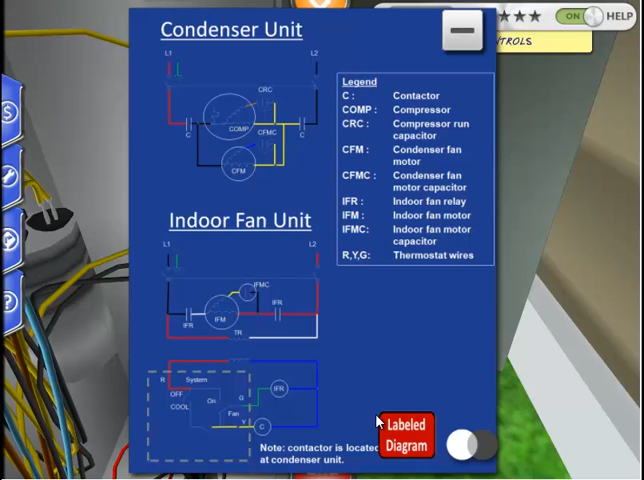 Condenser Unit
★★★ ON HELP
L1 L2
TROLS
CRC
COMP
CFMC
C C
CFM
Legend
C : Contactor
COMP : Compressor
CRC : Compressor run
capacitor
CFM : Condenser fan
motor
CFMC : Condenser fan
motor capacitor
IFR : Indoor fan relay
IFM : Indoor fan motor
IFMC: Indoor fan motor
capacitor
R,Y,G: Thermostat wires
Indoor Fan Unit
L1 L2
IFMC
IFR
IFM
IFR
TR
R System
OFF
COOL On
G IFR
Fan
Y C
Note: contactor is located
at condenser unit.
Labeled
Diagram
$
?